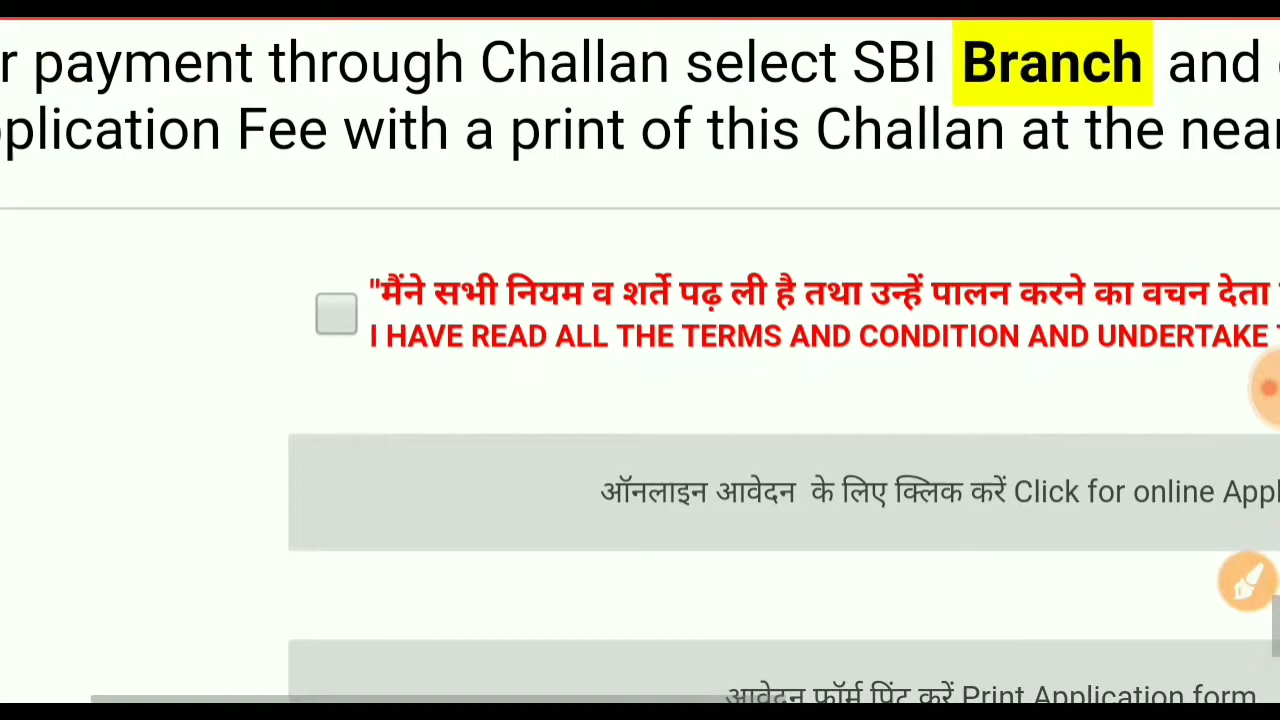 r payment through Challan select SBI Branch and
plication Fee with a print of this Challan at the near
"मैंने सभी नियम व शर्ते पढ़ ली है तथा उन्हें पालन करने का वचन देता
I HAVE READ ALL THE TERMS AND CONDITION AND UNDERTAKE
ऑनलाइन आवेदन के लिए क्लिक करें Click for online Appl
आवेदन फॉर्म प्रिंट करें Print Application form